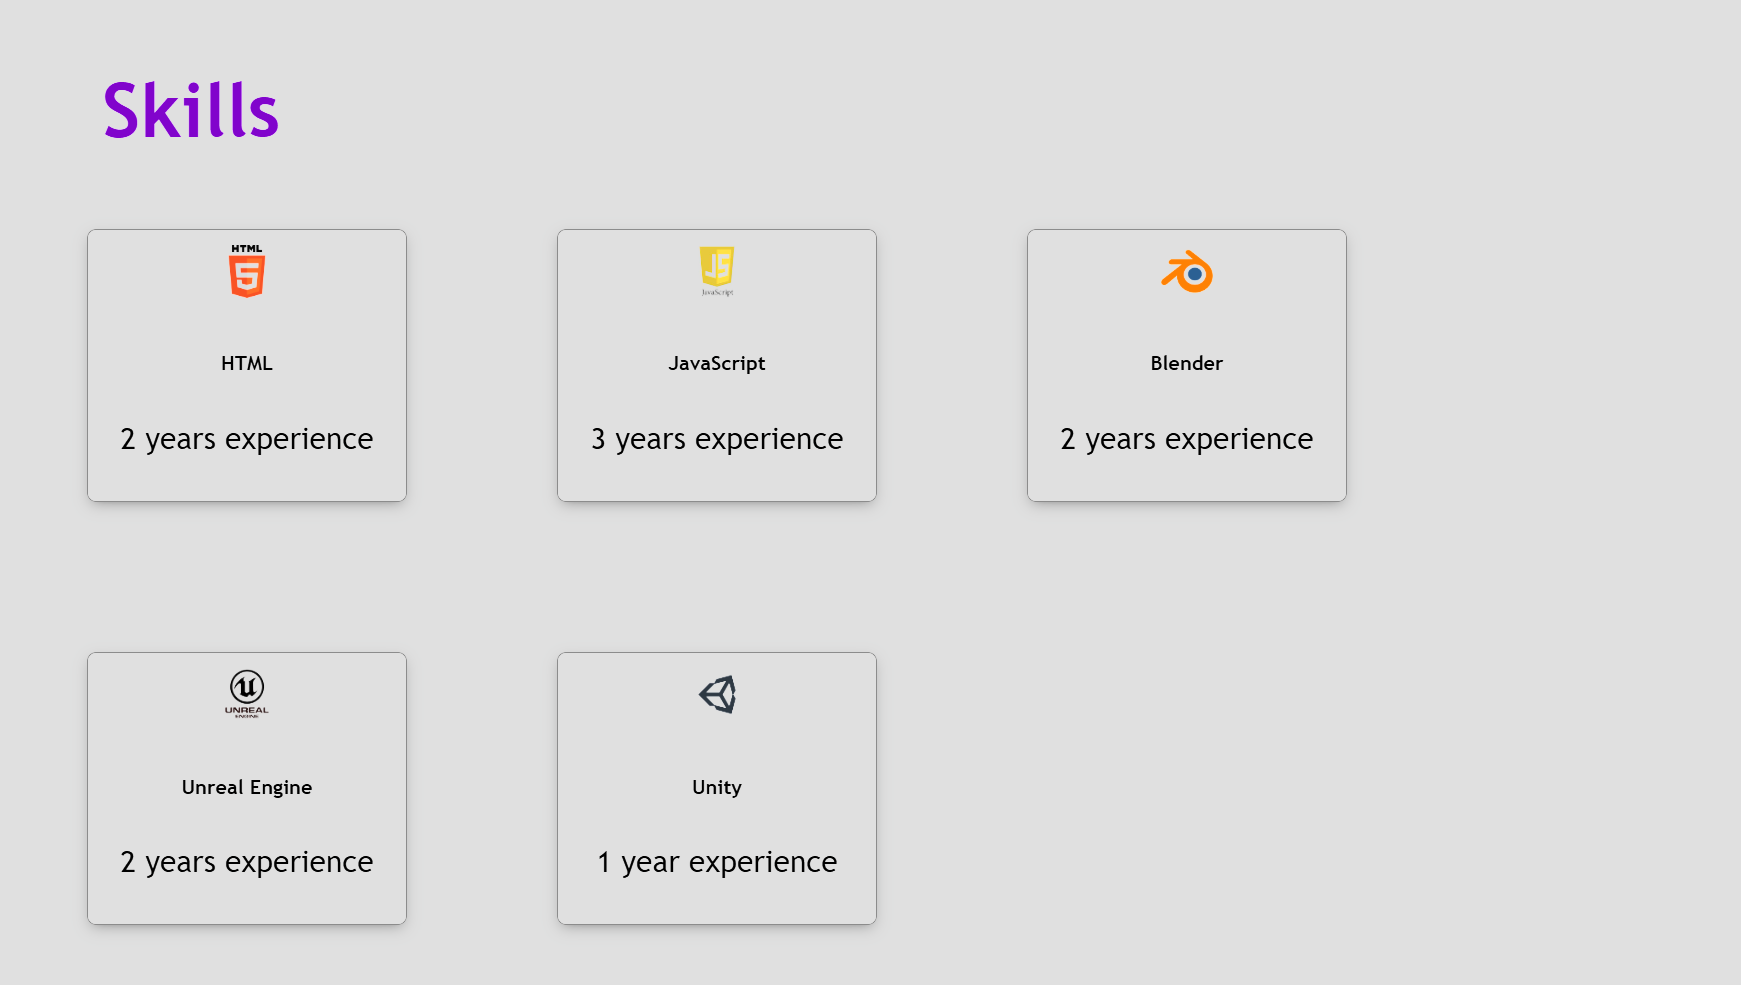 Skills
HTML
5
HTML
2 years experience
JS
JavaScript
JavaScript
3 years experience
Blender
2 years experience
UNREAL
ENGINE
Unreal Engine
2 years experience
Unity
1 year experience